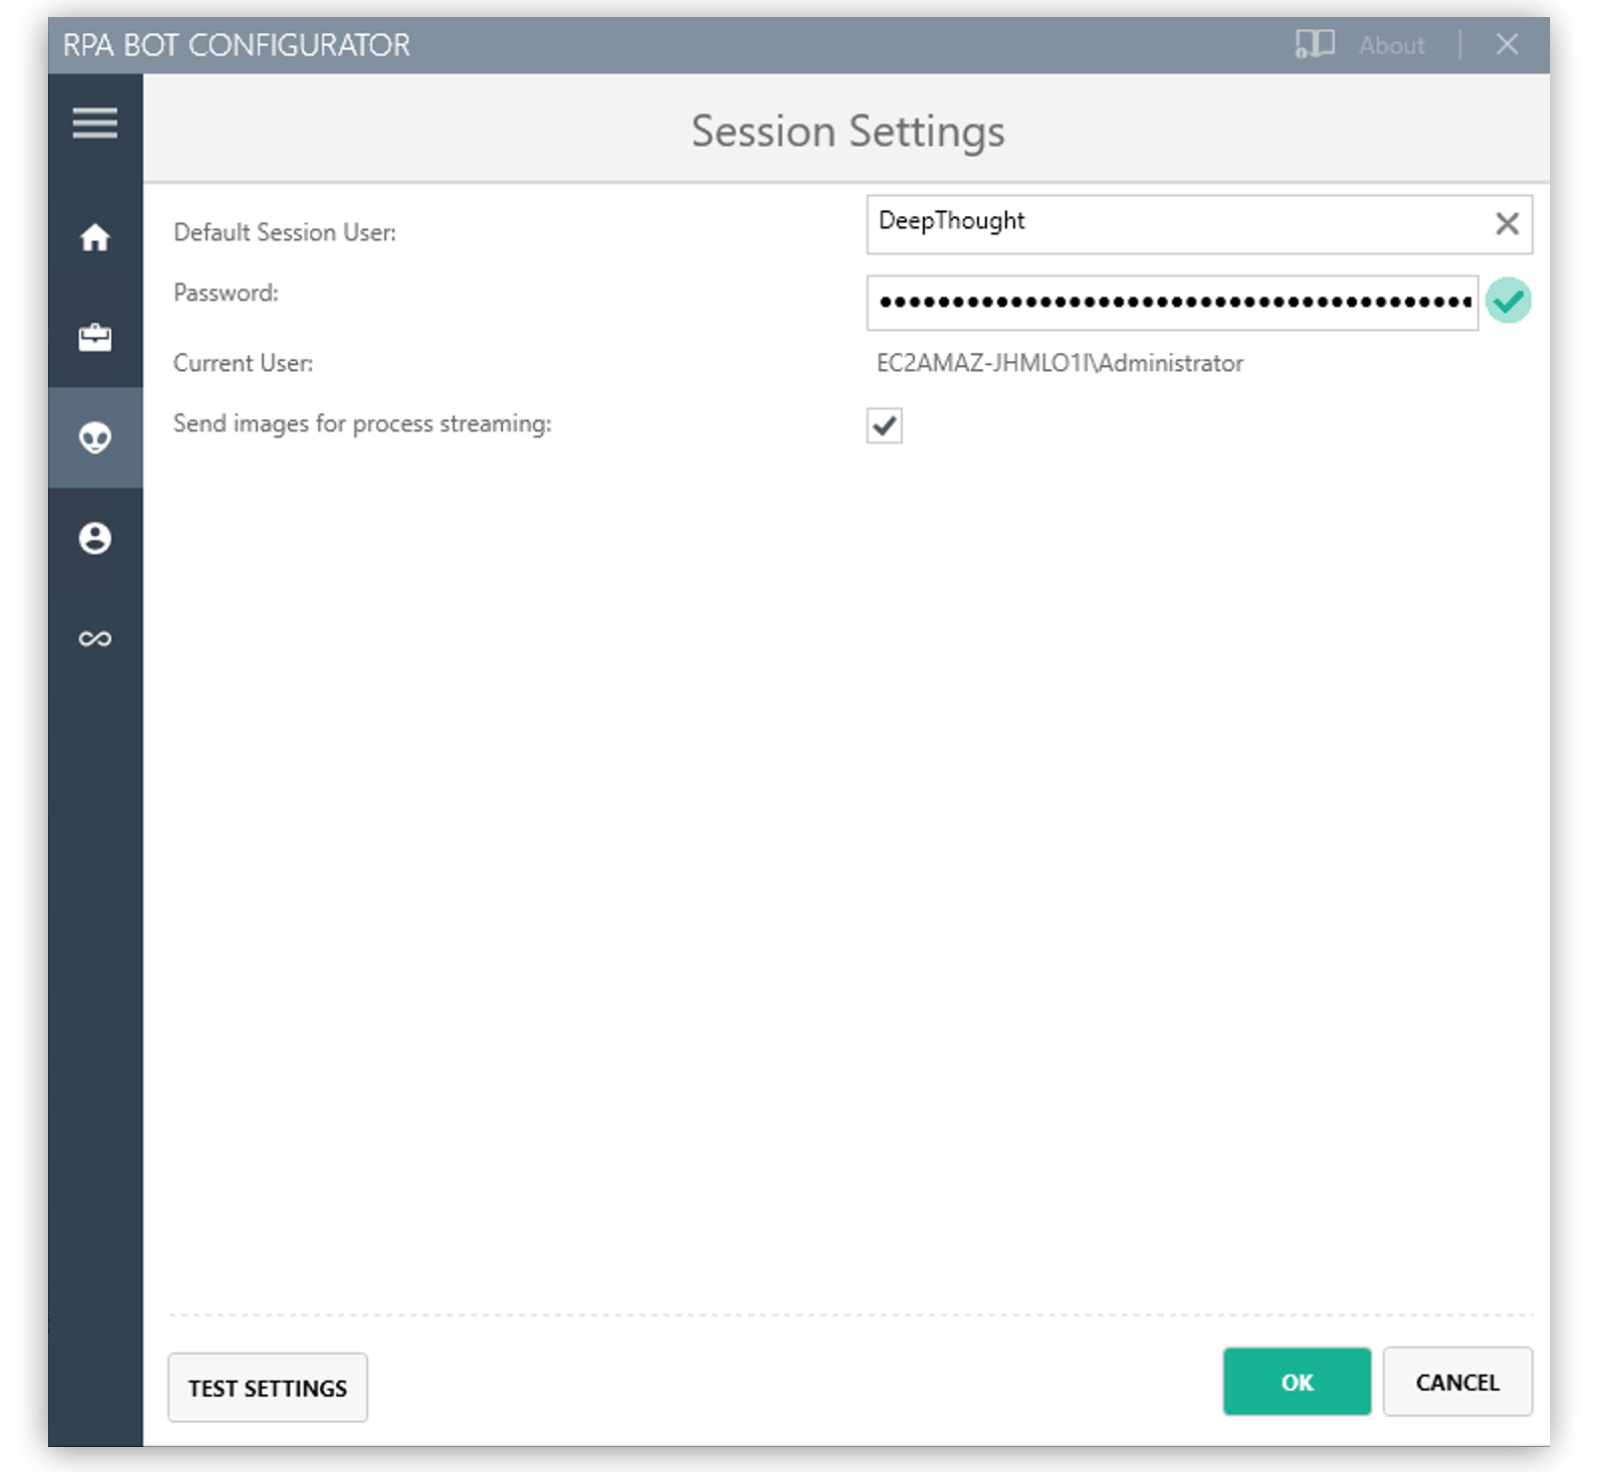 RPA BOT CONFIGURATOR
About
Session Settings
Default Session User:
DeepThought
Password:
Current User:
EC2AMAZ-JHMLO1I\Administrator
Send images for process streaming:
TEST SETTINGS
OK
CANCEL